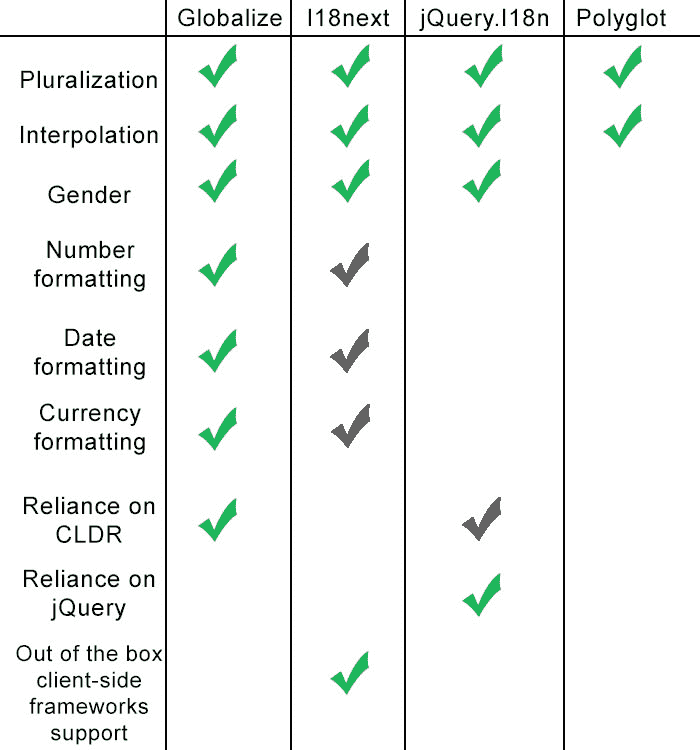 Globalize I18next jQuery.I18n Polyglot
Pluralization
Interpolation
Gender
Number
formatting
Date
formatting
Currency
formatting
Reliance on
CLDR
Reliance on
jQuery
Out of the box
client-side
frameworks
support